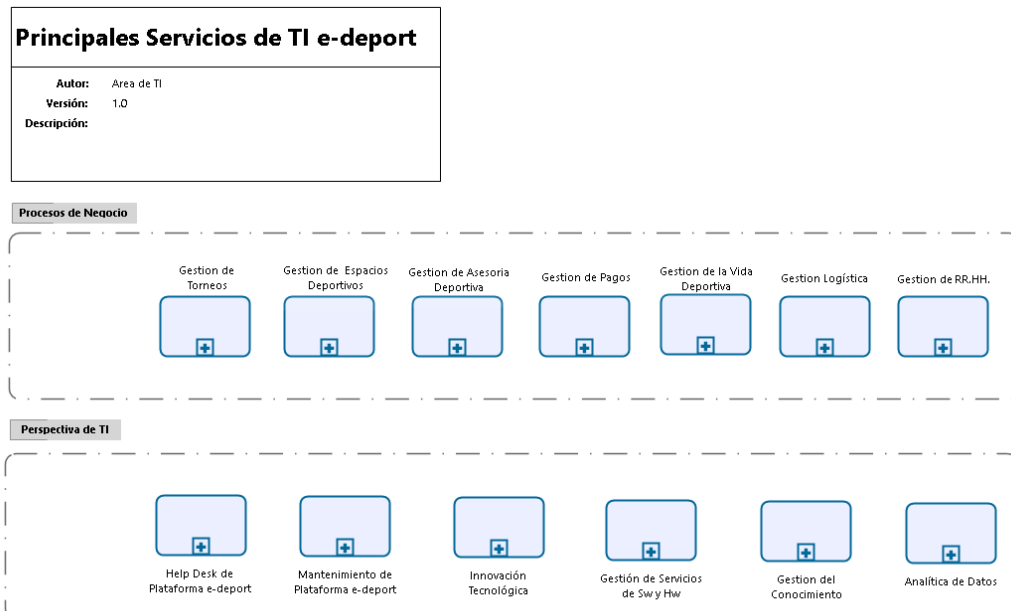 Principales Servicios de TI e-deport
Autor: Area de TI
Versión: 1.0
Descripción:
Procesos de Negocio
Gestion de
Torneos
Gestion de Espacios
Deportivos
Gestion de Asesoria
Deportiva
Gestion de Pagos
Gestion de la Vida
Deportiva
Gestion Logística
Gestion de RR.HH.
Perspectiva de TI
Help Desk de
Plataforma e-deport
Mantenimiento de
Plataforma e-deport
Innovación
Tecnológica
Gestión de Servicios
de Sw y Hw
Gestion del
Conocimiento
Analítica de Datos